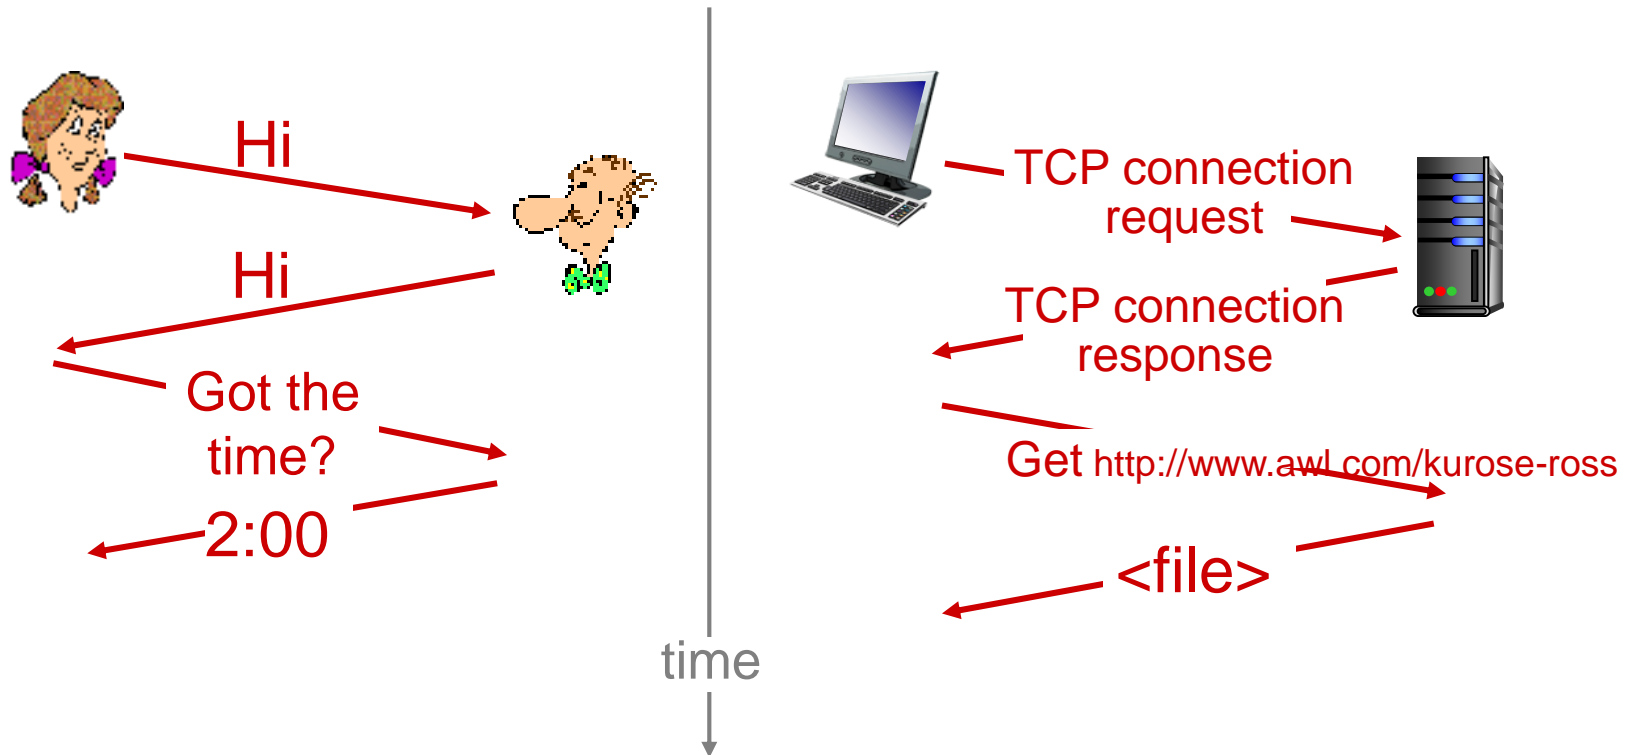 Hi
Hi
Got the
time?
2:00
time
TCP connection
request
TCP connection
response
Get http://www.awl.com/kurose-ross
<file>